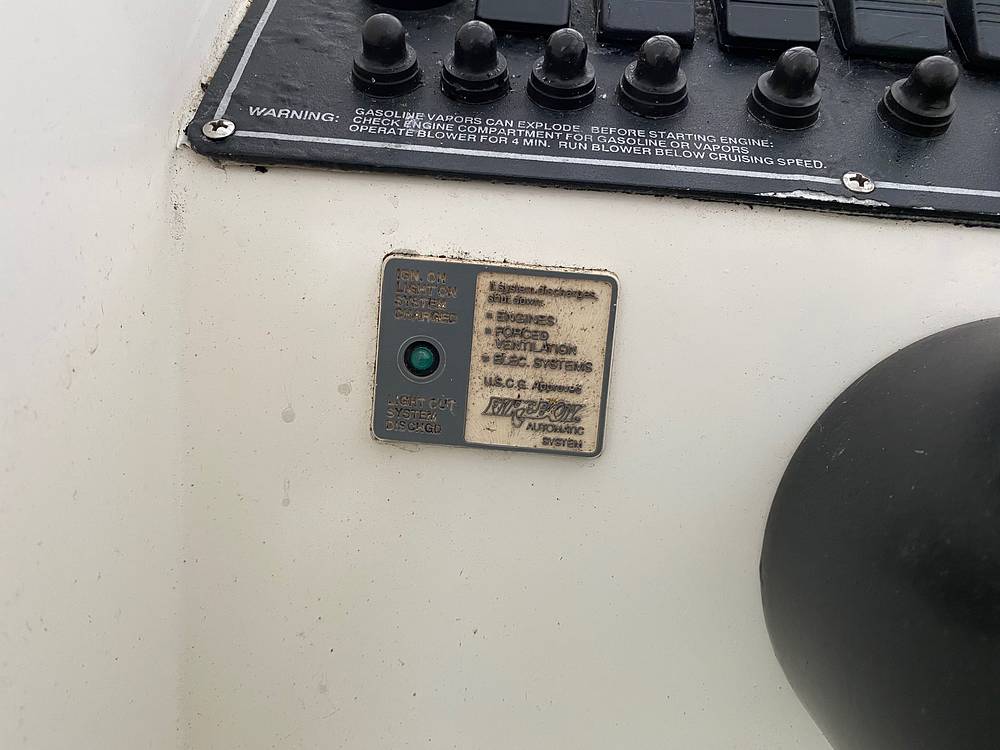 WARNING: GASOLINE VAPORS CAN EXPLODE. BEFORE STARTING ENGINE:
CHECK ENGINE COMPARTMENT FOR GASOLINE OR VAPORS
OPERATE BLOWER FOR 4 MIN. RUN BLOWER BELOW CRUISING SPEED.
IGN. ON
LIGHT ON
SYSTEM
CHARGED
LIGHT OUT
SYSTEM
DISCHGD
If system discharges,
shut down:
ENGINES
FORCED
VENTILATION
ELEC. SYSTEMS
U.S.C.G. Approved
FIREBOY
AUTOMATIC
SYSTEM